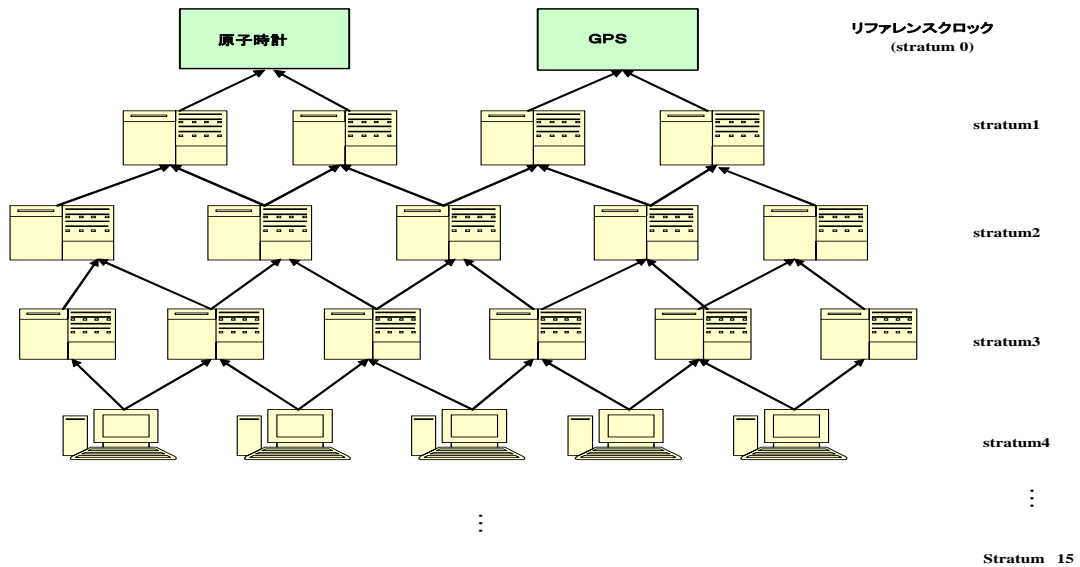 原子時計
GPS
リファレンスクロック
(stratum 0)
stratum1
stratum2
stratum3
stratum4
⋮
⋮
Stratum 15